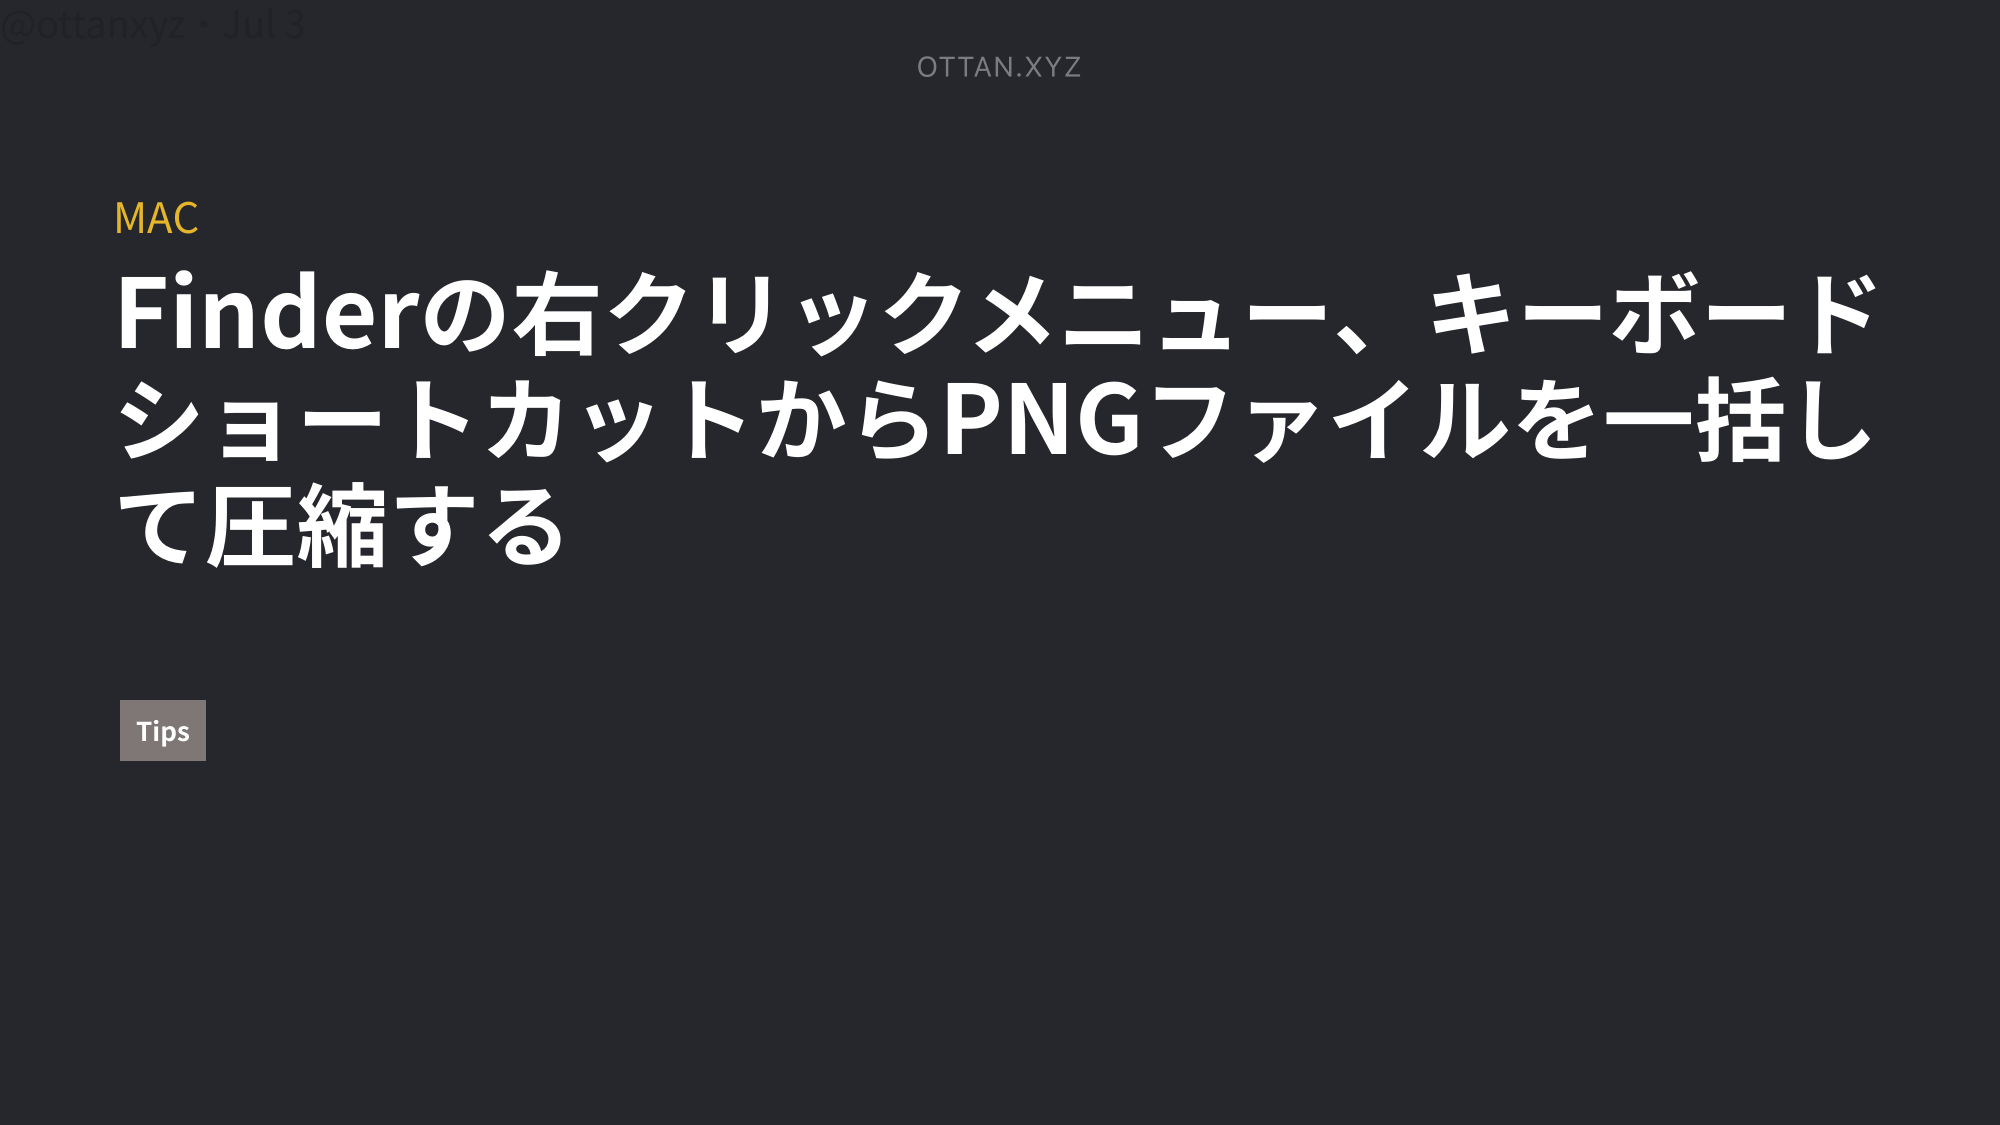 @ottanxyz・Jul 3
OTTAN.XYZ
MAC
Finderの右クリックメニュー、キーボード
ショートカットからPNGファイルを一括し
て圧縮する
Tips